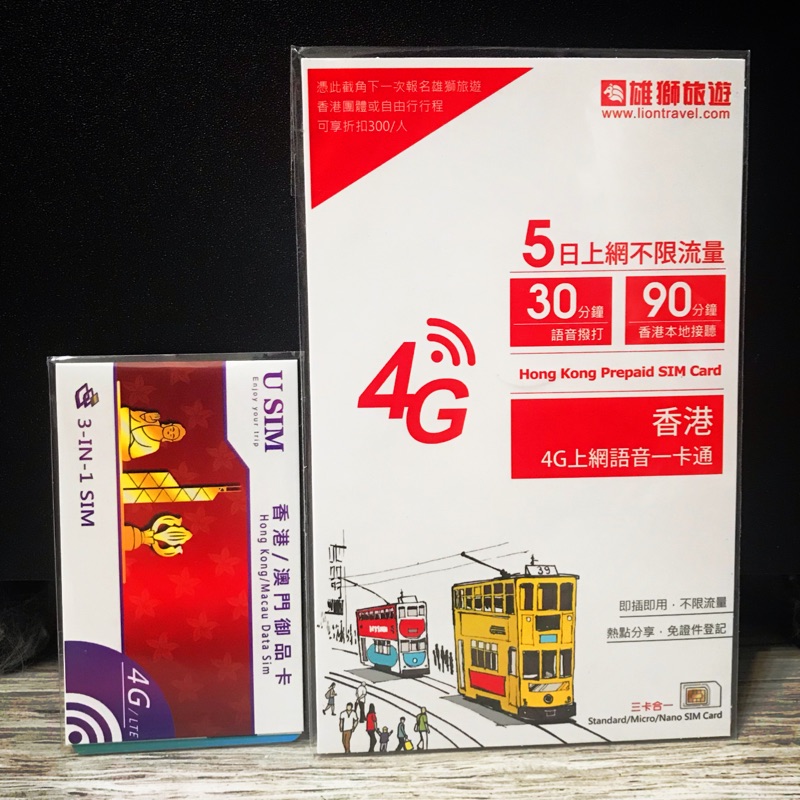 憑此截角下一次報名雄獅旅遊
香港團體或自由行行程
可享折扣300/人
雄獅旅遊
www.liontravel.com
5日上網不限流量
30分鐘
語音撥打
90分鐘
香港本地接聽
4G
Hong Kong Prepaid SIM Card
香港
4G上網語音一卡通
39
即插即用，不限流量
熱點分享，免證件登記
三卡合一
Standard/Micro/Nano SIM Card
U SIM
Enjoy your trip
香港/澳門御品卡
Hong Kong/Macau Data Sim
3-IN-1 SIM
4G/LTE